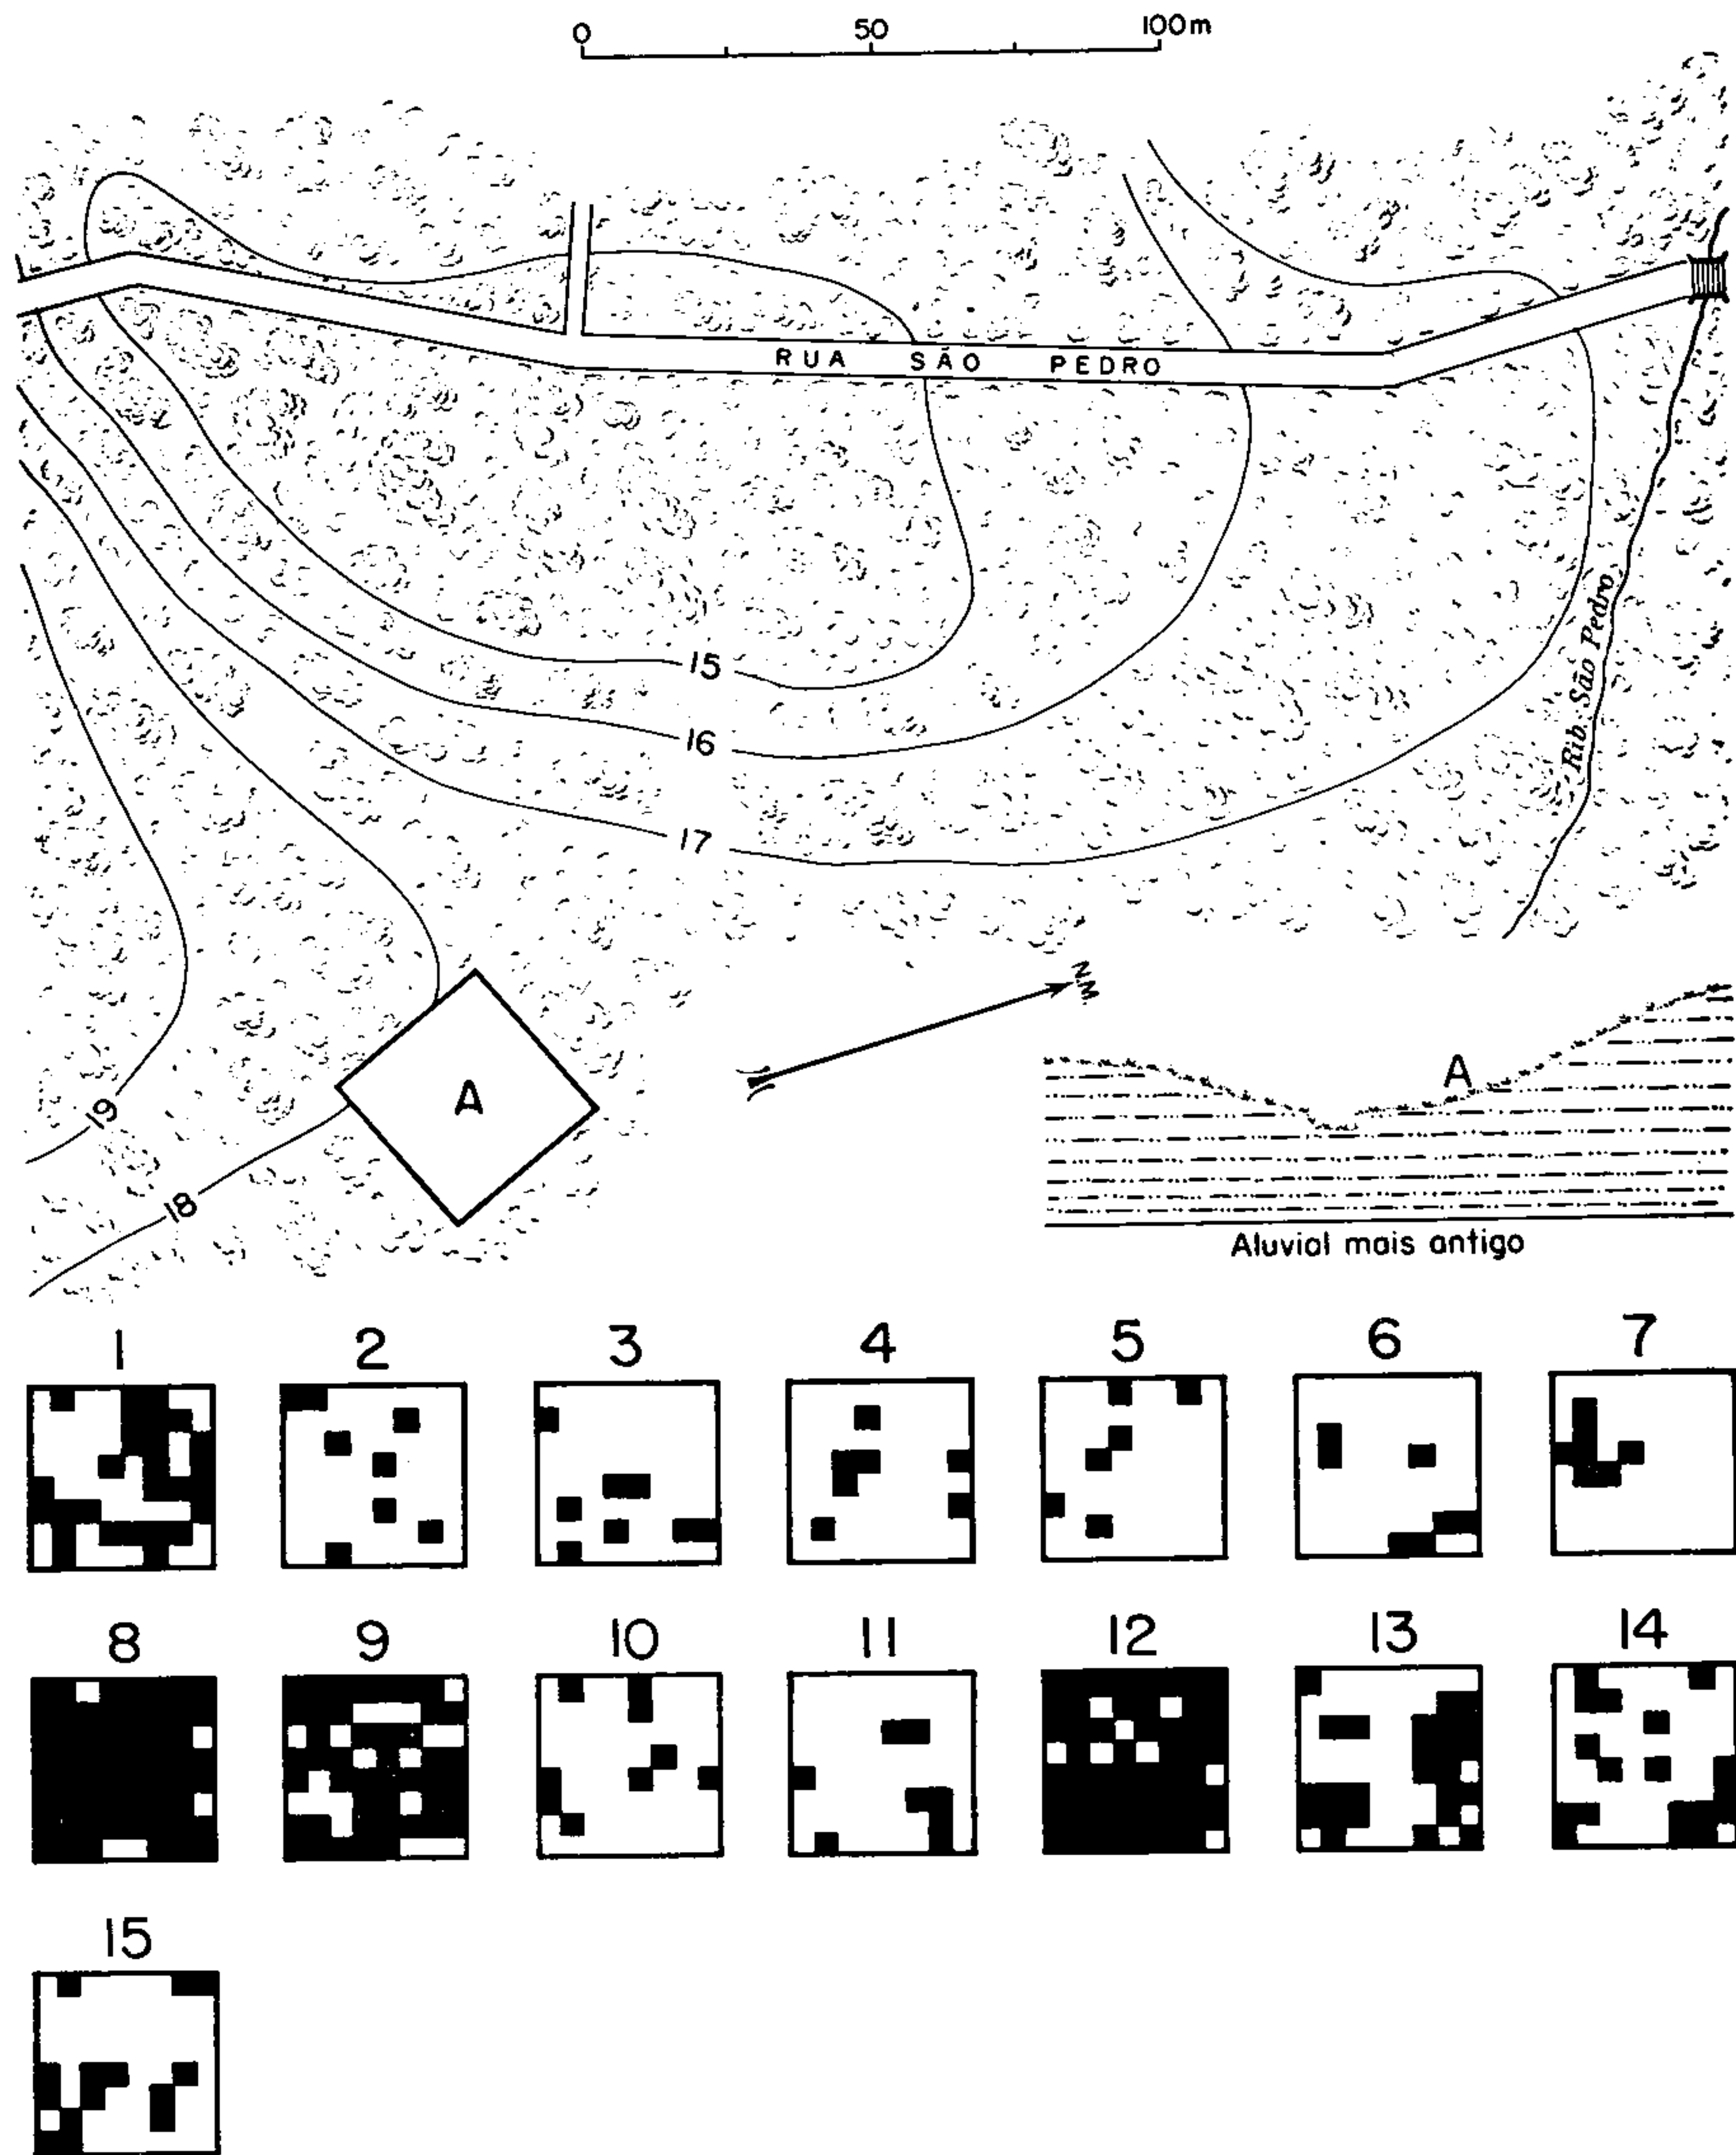 0 50 100m
RUA SÃO PEDRO
15
16
17
Rib. São Pedro
NM
A
A
19
18
Aluvial mais antigo
1 2 3 4 5 6 7
8 9 10 11 12 13 14
15